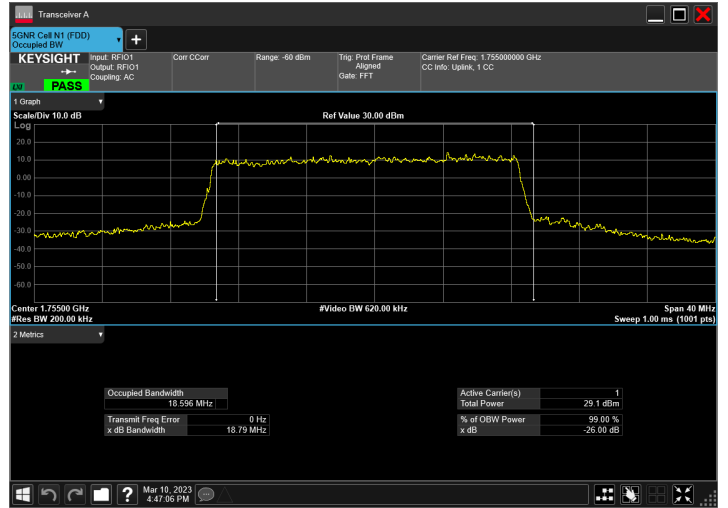 Transceiver A
5GNR Cell N1 (FDD)
Occupied BW
KEYSIGHT
LXI
PASS
Input: RFIO1
Output: RFIO1
Coupling: AC
Corr CCorr
Range: -60 dBm
Trig: Prot Frame
Aligned
Gate: FFT
Carrier Ref Freq: 1.755000000 GHz
CC Info: Uplink, 1 CC
1 Graph
Scale/Div 10.0 dB
Ref Value 30.00 dBm
Log
20.0
10.0
0.00
-10.0
-20.0
-30.0
-40.0
-50.0
-60.0
Center 1.75500 GHz
#Video BW 620.00 kHz
Span 40 MHz
#Res BW 200.00 kHz
Sweep 1.00 ms (1001 pts)
2 Metrics
Occupied Bandwidth
18.596 MHz
Transmit Freq Error 0 Hz
x dB Bandwidth 18.79 MHz
Active Carrier(s) 1
Total Power 29.1 dBm
% of OBW Power 99.00 %
x dB -26.00 dB
?
Mar 10, 2023
4:47:06 PM